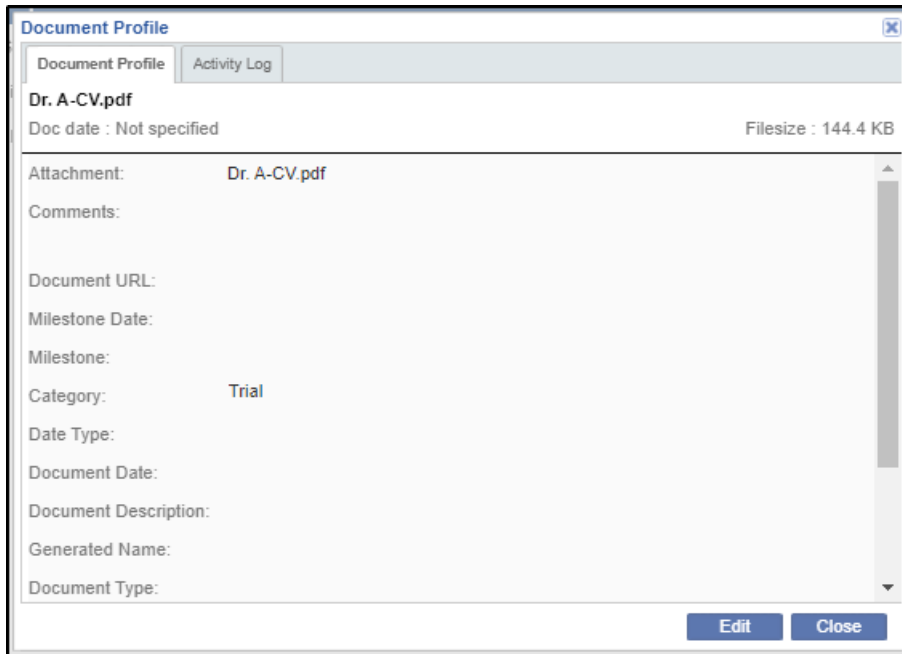 Document Profile
Document Profile Activity Log
Dr. A-CV.pdf
Doc date : Not specified Filesize : 144.4 KB
Attachment: Dr. A-CV.pdf
Comments:
Document URL:
Milestone Date:
Milestone:
Category: Trial
Date Type:
Document Date:
Document Description:
Generated Name:
Document Type:
Edit Close